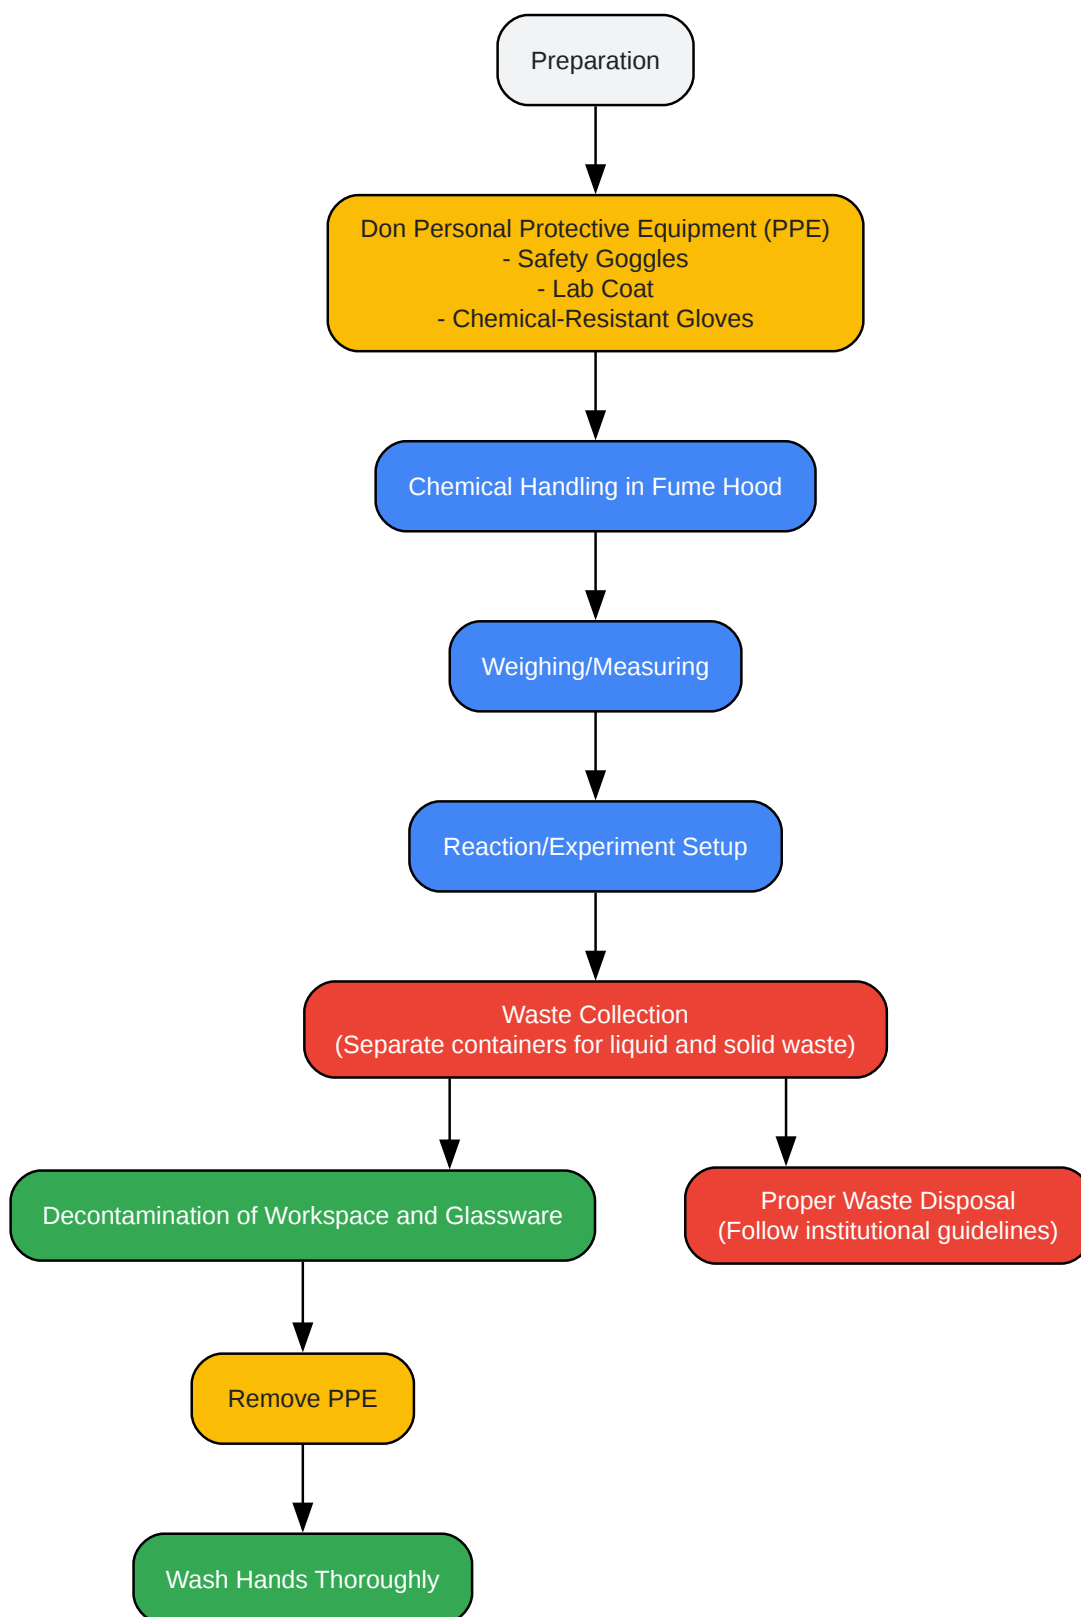 Preparation
Don Personal Protective Equipment (PPE)
- Safety Goggles
- Lab Coat
- Chemical-Resistant Gloves
Chemical Handling in Fume Hood
Weighing/Measuring
Reaction/Experiment Setup
Waste Collection
(Separate containers for liquid and solid waste)
Decontamination of Workspace and Glassware
Proper Waste Disposal
(Follow institutional guidelines)
Remove PPE
Wash Hands Thoroughly